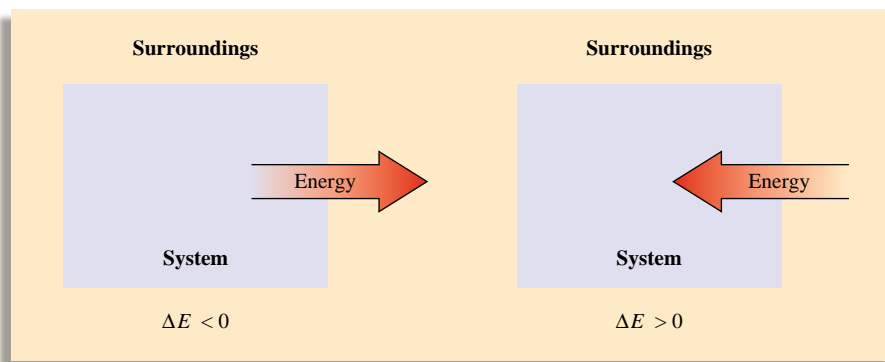 Surroundings
Energy
System
ΔE < 0
Surroundings
Energy
System
ΔE > 0